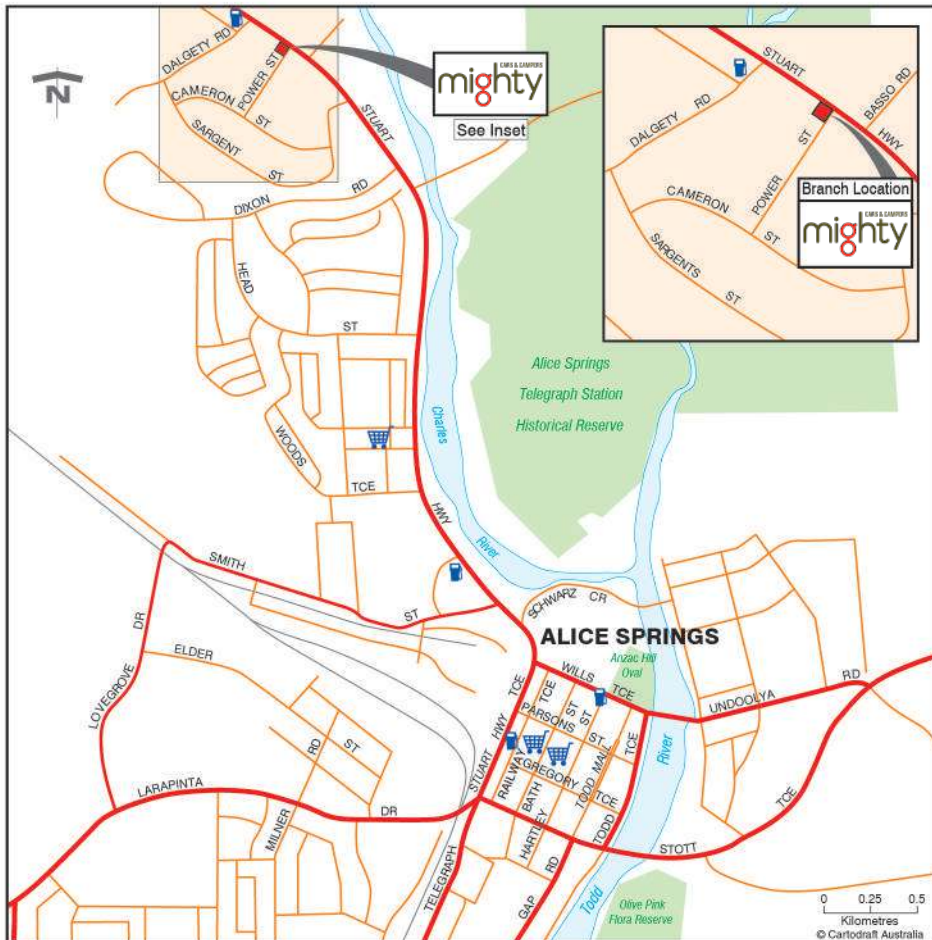 DALGETY RD
POWER ST
CAMERON ST
SARGENT ST
N
CARS & CAMPERS
mighty
See Inset
STUART HWY
STUART
HWY
BASSO RD
DALGETY RD
POWER ST
CAMERON ST
SARGENTS ST
Branch Location
CARS & CAMPERS
mighty
DIXON RD
HEAD ST
Alice Springs
Telegraph Station
Historical Reserve
Charles River
WOODS TCE
SMITH ST
SCHWARZ CR
ALICE SPRINGS
Anzac Hill
Oval
WILLS TCE
UNDOOLYA RD
LOVEGROVE DR
ELDER ST
PARSONS ST
GREGORY TCE
STUART HWY
RAILWAY TCE
BATH ST
HARTLEY ST
TODD MALL
TODD TCE
LARAPINTA DR
MILNER RD
TELEGRAPH
GAP RD
STOTT TCE
Todd River
Olive Pink
Flora Reserve
0 0.25 0.5
Kilometres
© Cartodraft Australia